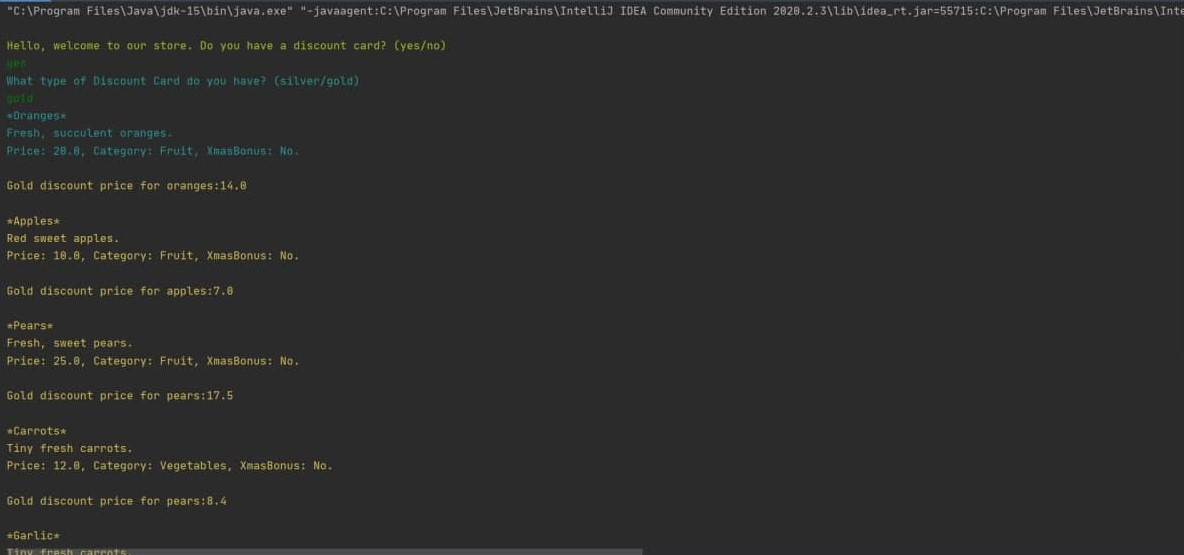 "C:\Program Files\Java\jdk-15\bin\java.exe" "-javaagent:C:\Program Files\JetBrains\IntelliJ IDEA Community Edition 2020.2.3\lib\idea_rt.jar=55715:C:\Program Files\JetBrains\Inte
Hello, welcome to our store. Do you have a discount card? (yes/no)
yes
What type of Discount Card do you have? (silver/gold)
gold
*Oranges*
Fresh, succulent oranges.
Price: 20.0, Category: Fruit, XmasBonus: No.
Gold discount price for oranges:14.0
*Apples*
Red sweet apples.
Price: 10.0, Category: Fruit, XmasBonus: No.
Gold discount price for apples:7.0
*Pears*
Fresh, sweet pears.
Price: 25.0, Category: Fruit, XmasBonus: No.
Gold discount price for pears:17.5
*Carrots*
Tiny fresh carrots.
Price: 12.0, Category: Vegetables, XmasBonus: No.
Gold discount price for pears:8.4
*Garlic*
Tiny fresh carrots.